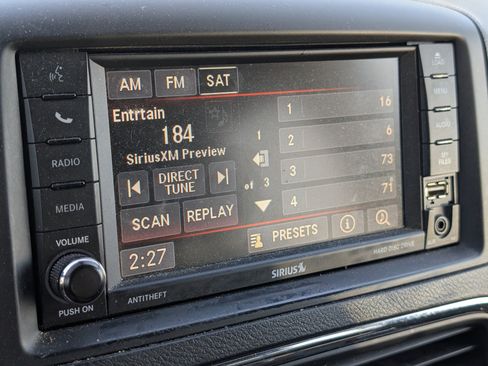 AM FM SAT
Entrtain
184
SiriusXM Preview
DIRECT
TUNE
SCAN REPLAY
2:27
1
of 3
1 16
2 6
3 73
4 71
PRESETS
LOAD
MENU
AUDIO
MY
FILES
RADIO
MEDIA
VOLUME
PUSH ON
ANTITHEFT
SIRIUS
HARD DISC DRIVE